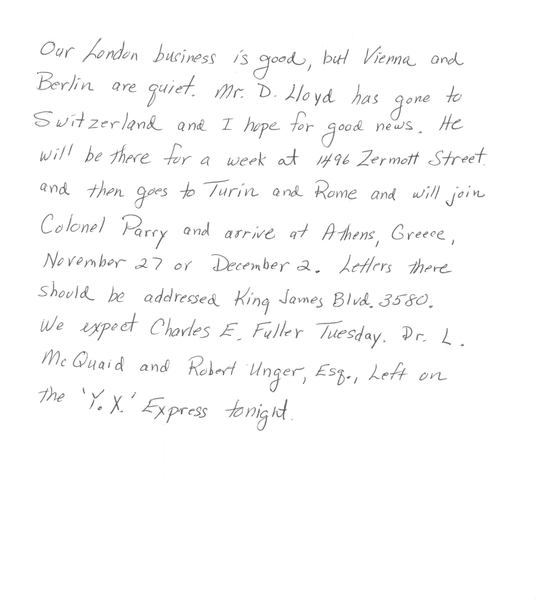 Our London business is good, but Vienna and
Berlin are quiet. Mr. D. Lloyd has gone to
Switzerland and I hope for good news. He
will be there for a week at 1496 Zermott Street
and then goes to Turin and Rome and will join
Colonel Parry and arrive at Athens, Greece,
November 27 or December 2. Letters there
should be addressed King James Blvd. 3580.
We expect Charles E. Fuller Tuesday. Dr. L.
McQuaid and Robert Unger, Esq., Left on
the 'Y. X.' Express tonight.